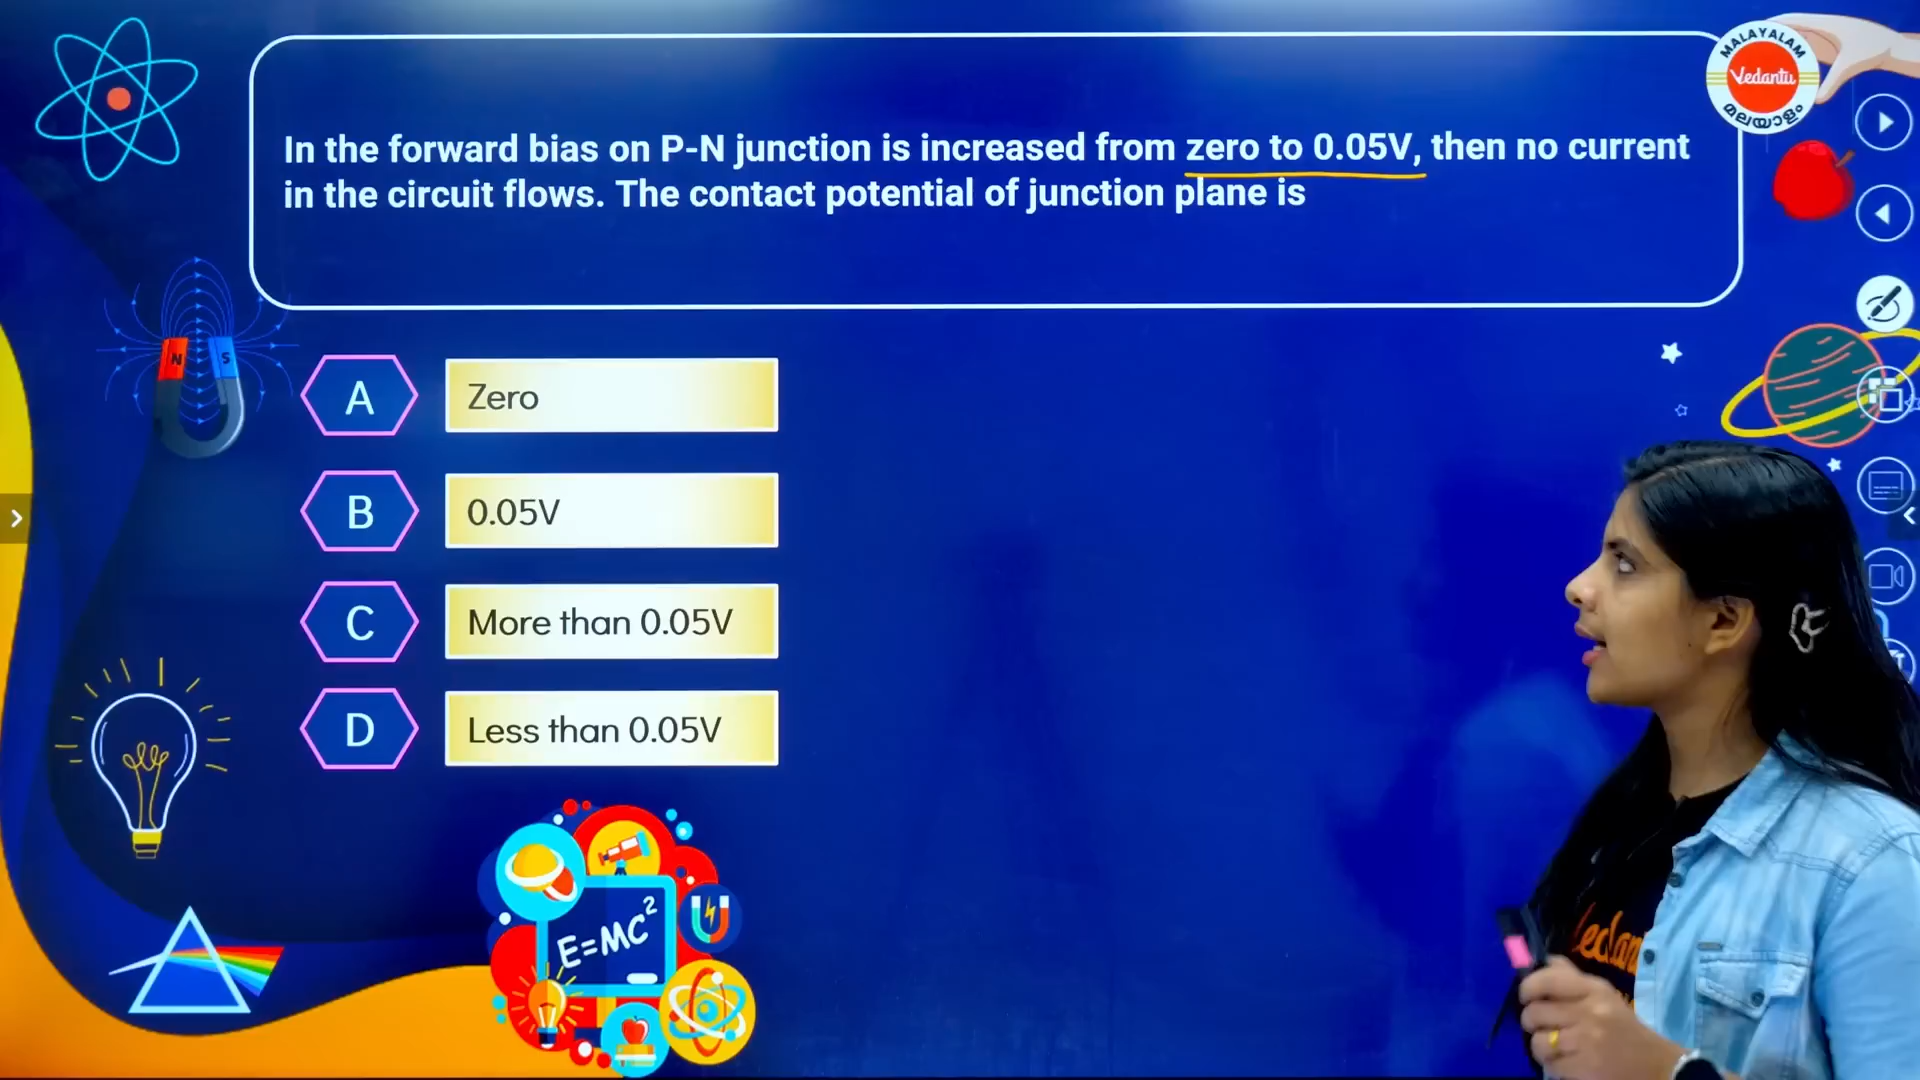 MALAYALAM
Vedantu
മലയാളം
In the forward bias on P-N junction is increased from zero to 0.05V, then no current
in the circuit flows. The contact potential of junction plane is
N S
A Zero
B 0.05V
C More than 0.05V
D Less than 0.05V
E=MC²